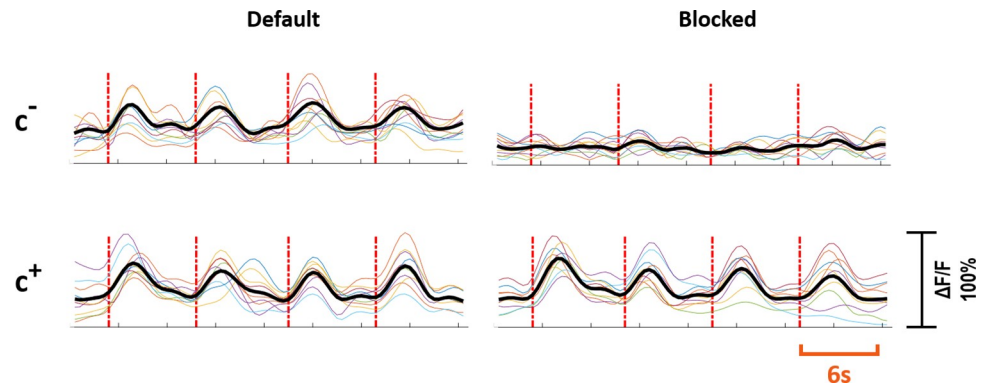 Default
Blocked
c-
c+
ΔF/F
100%
6s